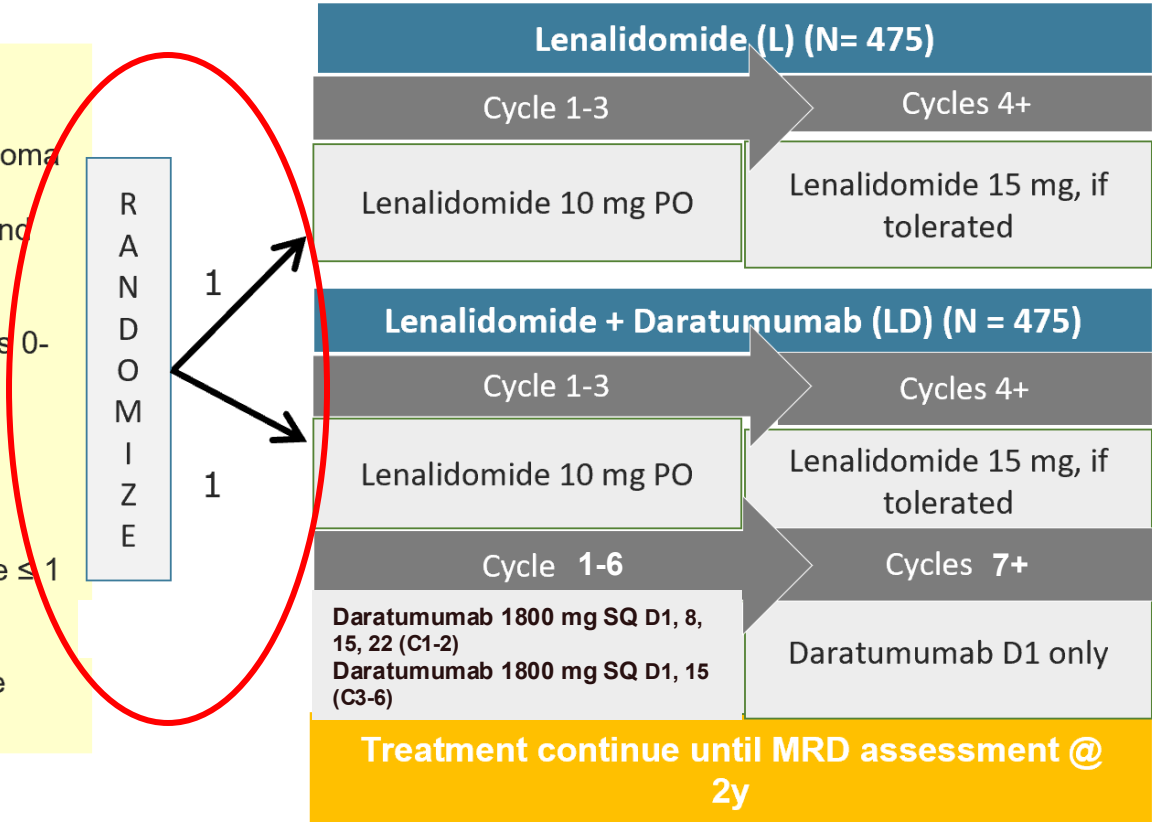 oma
nd
s 0-
e ≤ 1
e
R
A
N
D
O
M
I
Z
E
1
1
Lenalidomide (L) (N= 475)
Cycle 1-3
Cycles 4+
Lenalidomide 10 mg PO
Lenalidomide 15 mg, if
tolerated
Lenalidomide + Daratumumab (LD) (N = 475)
Cycle 1-3
Cycles 4+
Lenalidomide 10 mg PO
Lenalidomide 15 mg, if
tolerated
Cycle 1-6
Cycles 7+
Daratumumab 1800 mg SQ D1, 8,
15, 22 (C1-2)
Daratumumab 1800 mg SQ D1, 15
(C3-6)
Daratumumab D1 only
Treatment continue until MRD assessment @
2y